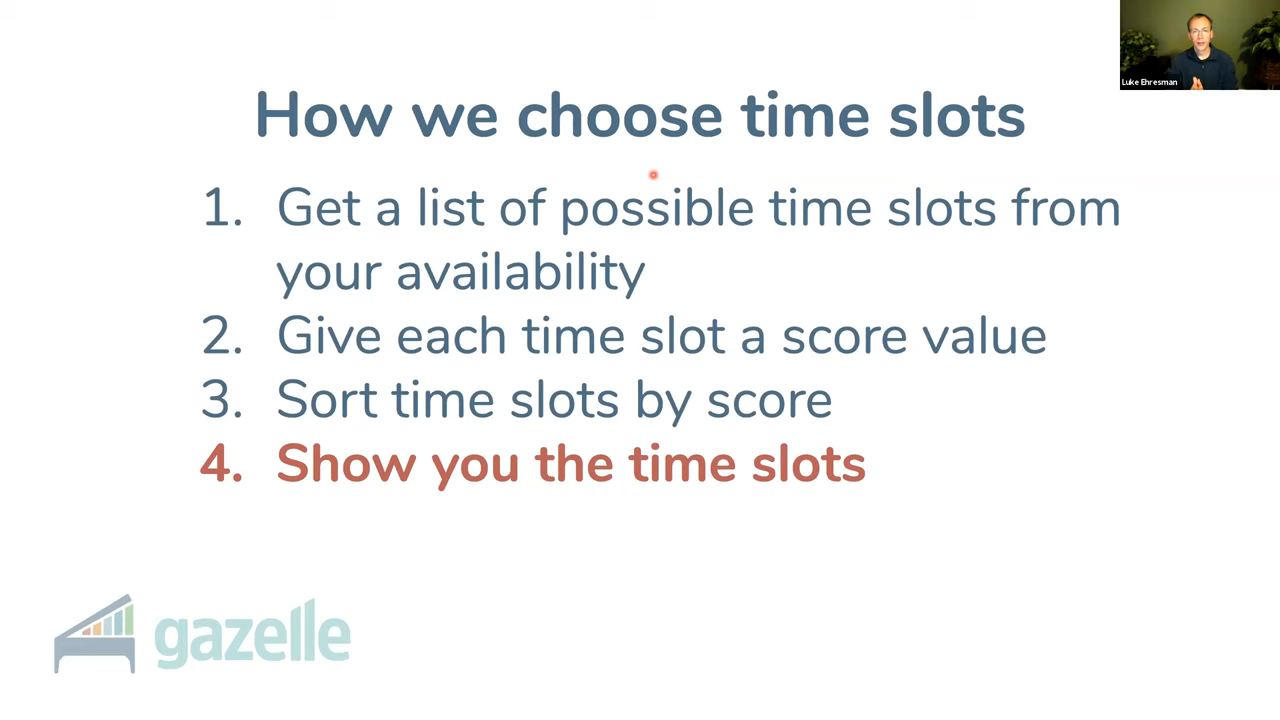 Luke Ehresman
How we choose time slots
1. Get a list of possible time slots from
your availability
2. Give each time slot a score value
3. Sort time slots by score
4. Show you the time slots
gazelle